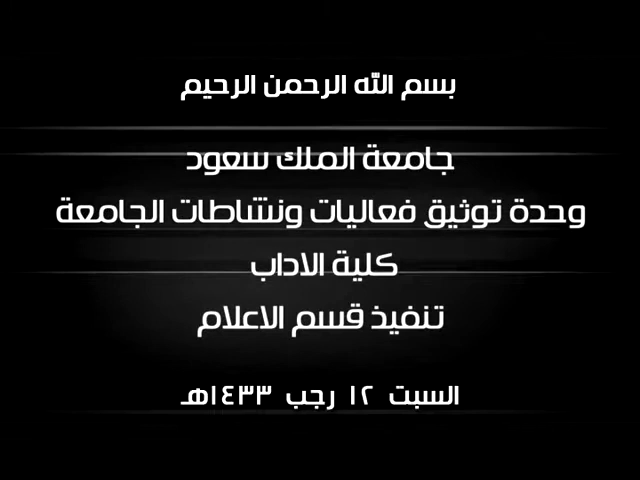 بسم الله الرحمن الرحيم
جامعة الملك سعود
وحدة توثيق فعاليات ونشاطات الجامعة
كلية الاداب
تنفيذ قسم الاعلام
السبت ١٢ رجب ١٤٣٣هـ